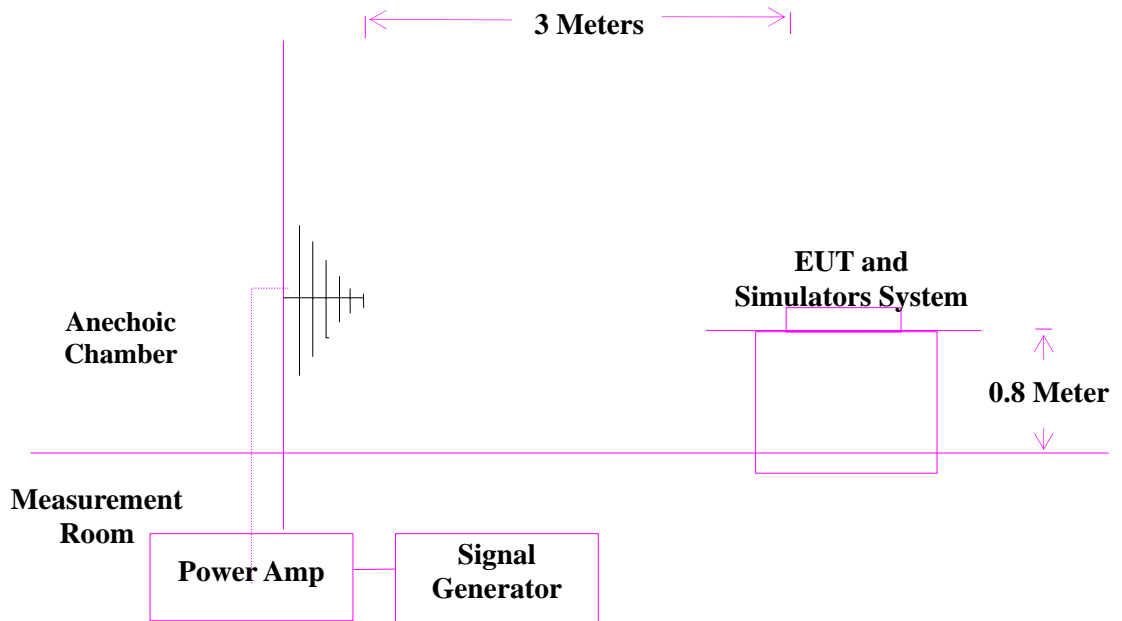 3 Meters
EUT and
Simulators System
Anechoic
Chamber
0.8 Meter
Measurement
Room
Power Amp
Signal
Generator